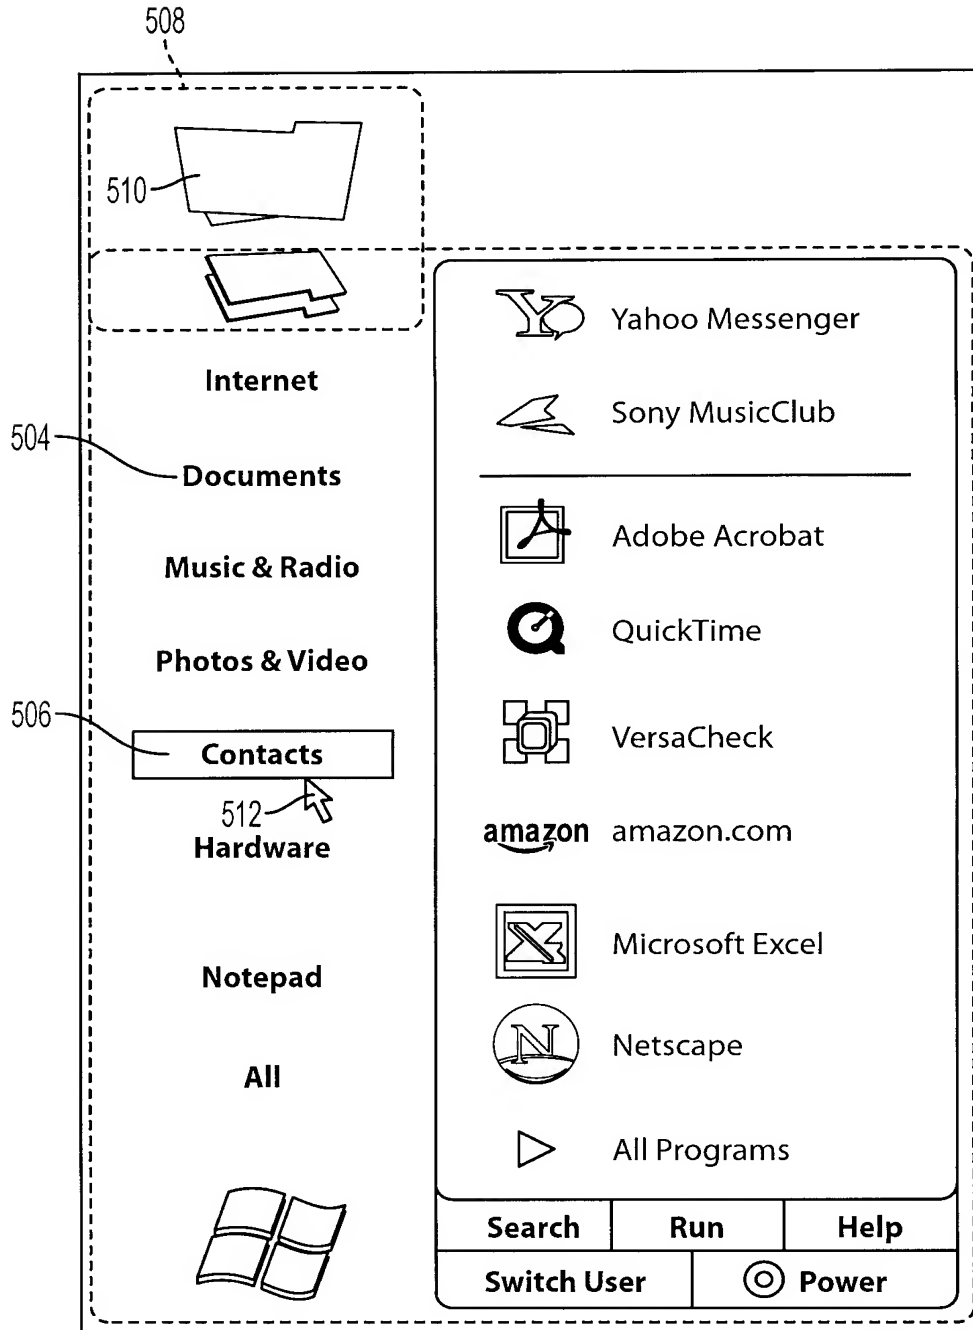 508
510
Yahoo Messenger
Internet
Sony MusicClub
504
Documents
Adobe Acrobat
Music & Radio
QuickTime
Photos & Video
506
Contacts
VersaCheck
512
amazon amazon.com
Hardware
Microsoft Excel
Notepad
N Netscape
All
All Programs
Search Run Help
Switch User Power